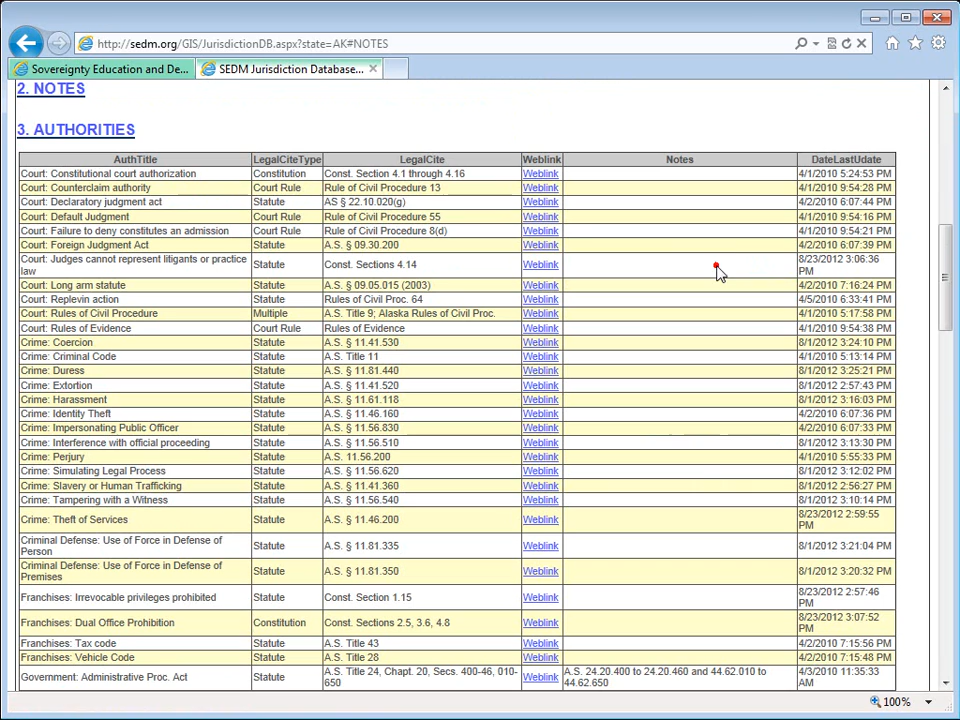 http://sedm.org/GIS/JurisdictionDB.aspx?state=AK#NOTES
Sovereignty Education and De...
SEDM Jurisdiction Database...
2. NOTES
3. AUTHORITIES
AuthTitle LegalCiteType LegalCite Weblink Notes DateLastUdate
Court: Constitutional court authorization Constitution Const. Sections 4.1 through 4.16 Weblink 4/1/2010 5:24:53 PM
Court: Counterclaim authority Court Rule Rule of Civil Procedure 13 Weblink 4/1/2010 9:54:28 PM
Court: Declaratory judgment act Statute AS § 22.10.020(g) Weblink 4/2/2010 6:07:44 PM
Court: Default Judgment Court Rule Rule of Civil Procedure 55 Weblink 4/1/2010 9:54:16 PM
Court: Failure to deny constitutes an admission Court Rule Rule of Civil Procedure 8(d) Weblink 4/1/2010 9:54:21 PM
Court: Foreign Judgment Act Statute A.S. § 09.30.200 Weblink 4/2/2010 6:07:39 PM
Court: Judges cannot represent litigants or practice
law Statute Const. Sections 4.14 Weblink 8/23/2012 3:06:36
PM
Court: Long arm statute Statute A.S. § 09.05.015 (2003) Weblink 4/2/2010 7:16:24 PM
Court: Replevin action Statute Rules of Civil Proc. 64 Weblink 4/5/2010 6:33:41 PM
Court: Rules of Civil Procedure Multiple A.S. Title 9; Alaska Rules of Civil Proc. Weblink 4/1/2010 5:17:58 PM
Court: Rules of Evidence Court Rule Rules of Evidence Weblink 4/1/2010 9:54:38 PM
Crime: Coercion Statute A.S. § 11.41.530 Weblink 8/1/2012 3:24:10 PM
Crime: Criminal Code Statute A.S. Title 11 Weblink 4/1/2010 5:13:14 PM
Crime: Duress Statute A.S. § 11.81.440 Weblink 8/1/2012 3:25:21 PM
Crime: Extortion Statute A.S. § 11.41.520 Weblink 8/1/2012 2:57:43 PM
Crime: Harassment Statute A.S. § 11.61.118 Weblink 8/1/2012 3:16:03 PM
Crime: Identity Theft Statute A.S. § 11.46.160 Weblink 4/2/2010 6:07:36 PM
Crime: Impersonating Public Officer Statute A.S. § 11.56.830 Weblink 4/2/2010 6:07:33 PM
Crime: Interference with official proceeding Statute A.S. § 11.56.510 Weblink 8/1/2012 3:13:30 PM
Crime: Perjury Statute A.S. 11.56.200 Weblink 4/1/2010 5:55:33 PM
Crime: Simulating Legal Process Statute A.S. § 11.56.620 Weblink 8/1/2012 3:12:02 PM
Crime: Slavery or Human Trafficking Statute A.S. § 11.41.360 Weblink 8/1/2012 2:56:27 PM
Crime: Tampering with a Witness Statute A.S. § 11.56.540 Weblink 8/1/2012 3:10:14 PM
Crime: Theft of Services Statute A.S. § 11.46.200 Weblink 8/23/2012 2:59:55
PM
Criminal Defense: Use of Force in Defense of
Person Statute A.S. § 11.81.335 Weblink 8/1/2012 3:21:04 PM
Criminal Defense: Use of Force in Defense of
Premises Statute A.S. § 11.81.350 Weblink 8/1/2012 3:20:32 PM
Franchises: Irrevocable privileges prohibited Statute Const. Section 1.15 Weblink 8/23/2012 2:57:46
PM
Franchises: Dual Office Prohibition Constitution Const. Sections 2.5, 3.6, 4.8 Weblink 8/23/2012 3:07:52
PM
Franchises: Tax code Statute A.S. Title 43 Weblink 4/2/2010 7:15:56 PM
Franchises: Vehicle Code Statute A.S. Title 28 Weblink 4/2/2010 7:15:48 PM
Government: Administrative Proc. Act Statute A.S. Title 24, Chapt. 20, Secs. 400-46, 010-
650 Weblink A.S. 24.20.400 to 24.20.460 and 44.62.010 to
44.62.650 4/3/2010 11:35:33
AM
100%